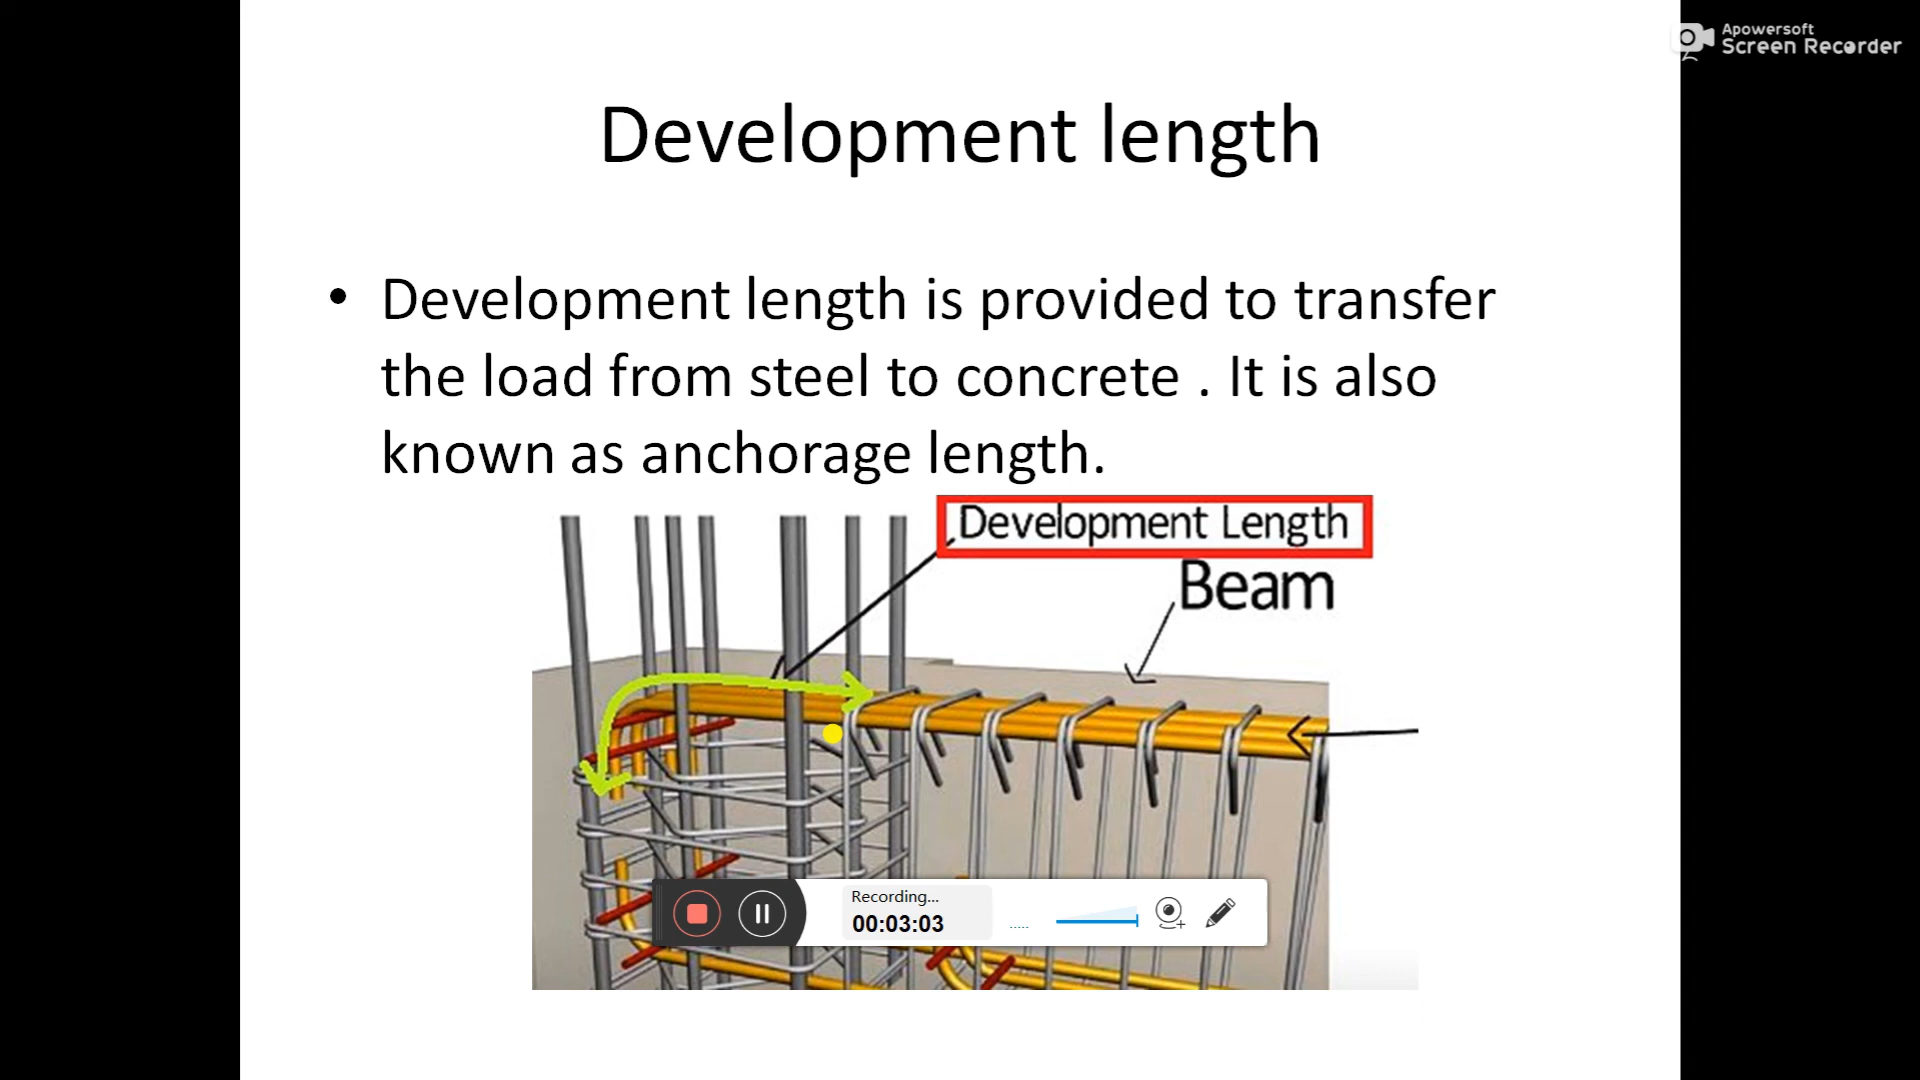 Apowersoft
Screen Recorder
Development length
• Development length is provided to transfer
the load from steel to concrete . It is also
known as anchorage length.
Development Length
Beam
Recording...
00:03:03